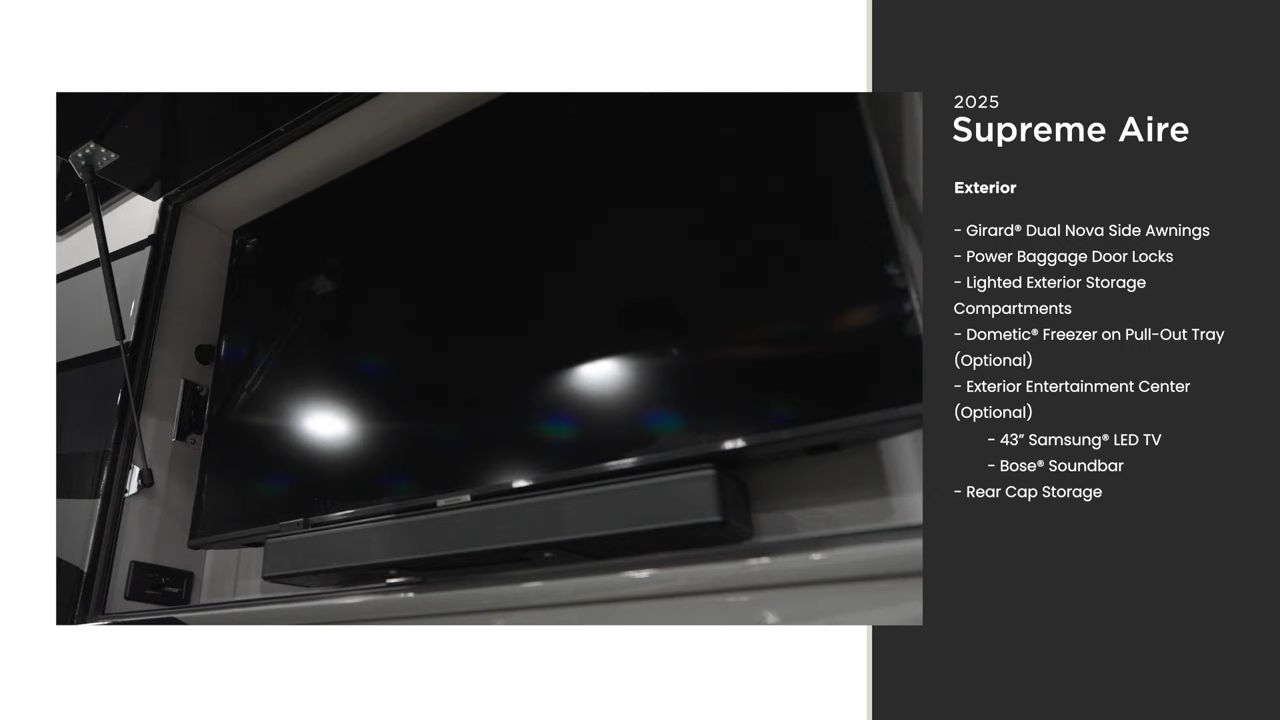 2025
Supreme Aire
Exterior
- Girard® Dual Nova Side Awnings
- Power Baggage Door Locks
- Lighted Exterior Storage
Compartments
- Dometic® Freezer on Pull-Out Tray
(Optional)
- Exterior Entertainment Center
(Optional)
- 43” Samsung® LED TV
- Bose® Soundbar
- Rear Cap Storage